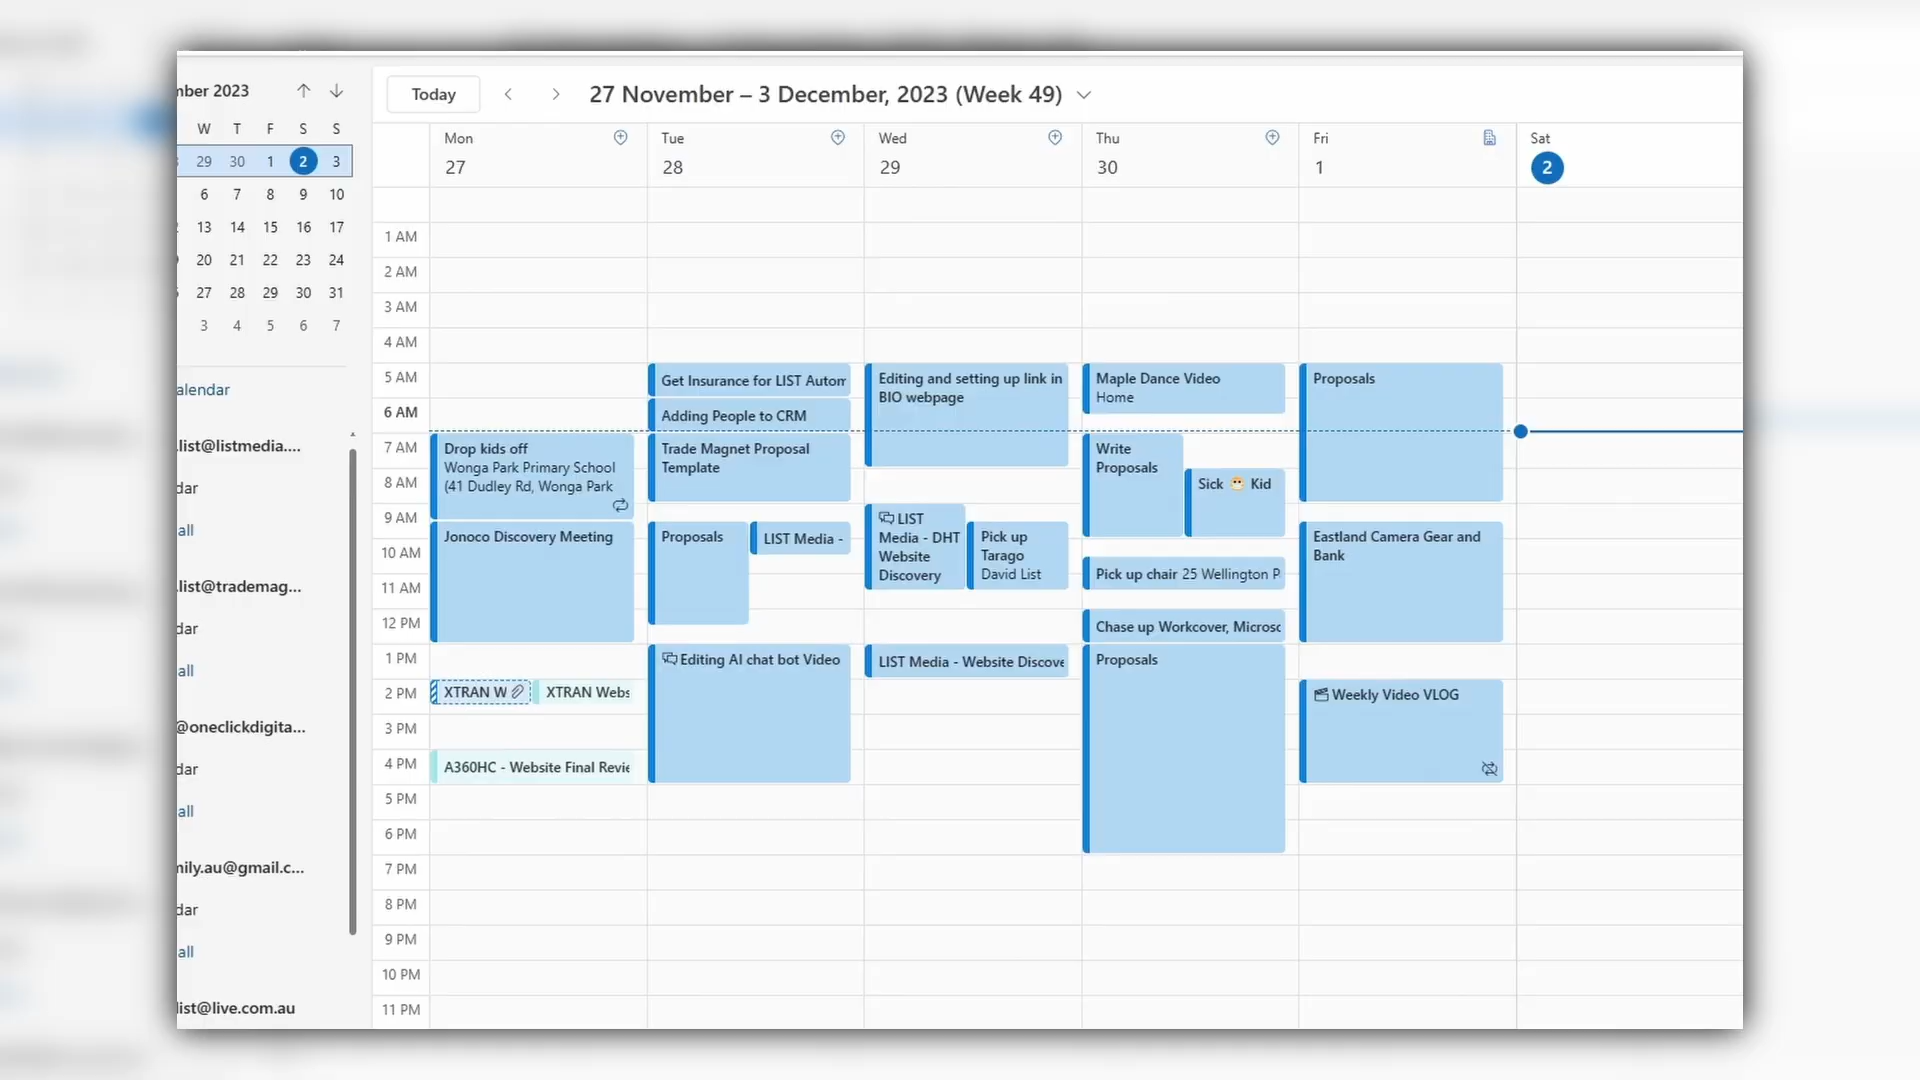 mber 2023
W T F S S
29 30 1 2 3
6 7 8 9 10
13 14 15 16 17
20 21 22 23 24
27 28 29 30 31
3 4 5 6 7
alendar
.list@listmedia....
dar
all
.list@trademag...
dar
all
@oneclickdigita...
dar
all
mily.au@gmail.c...
dar
all
list@live.com.au
Today
27 November – 3 December, 2023 (Week 49)
Mon
27
Tue
28
Wed
29
Thu
30
Fri
1
Sat
2
1 AM
2 AM
3 AM
4 AM
5 AM
6 AM
7 AM
8 AM
9 AM
10 AM
11 AM
12 PM
1 PM
2 PM
3 PM
4 PM
5 PM
6 PM
7 PM
8 PM
9 PM
10 PM
11 PM
Drop kids off
Wonga Park Primary School
(41 Dudley Rd, Wonga Park
Jonoco Discovery Meeting
XTRAN W
XTRAN Webs
A360HC - Website Final Revie
Get Insurance for LIST Autom
Adding People to CRM
Trade Magnet Proposal
Template
Proposals
LIST Media -
Editing AI chat bot Video
Editing and setting up link in
BIO webpage
LIST
Media - DHT
Website
Discovery
Pick up
Tarago
David List
LIST Media - Website Discove
Maple Dance Video
Home
Write
Proposals
Sick 😷 Kid
Pick up chair 25 Wellington P
Chase up Workcover, Microsc
Proposals
Proposals
Eastland Camera Gear and
Bank
Weekly Video VLOG